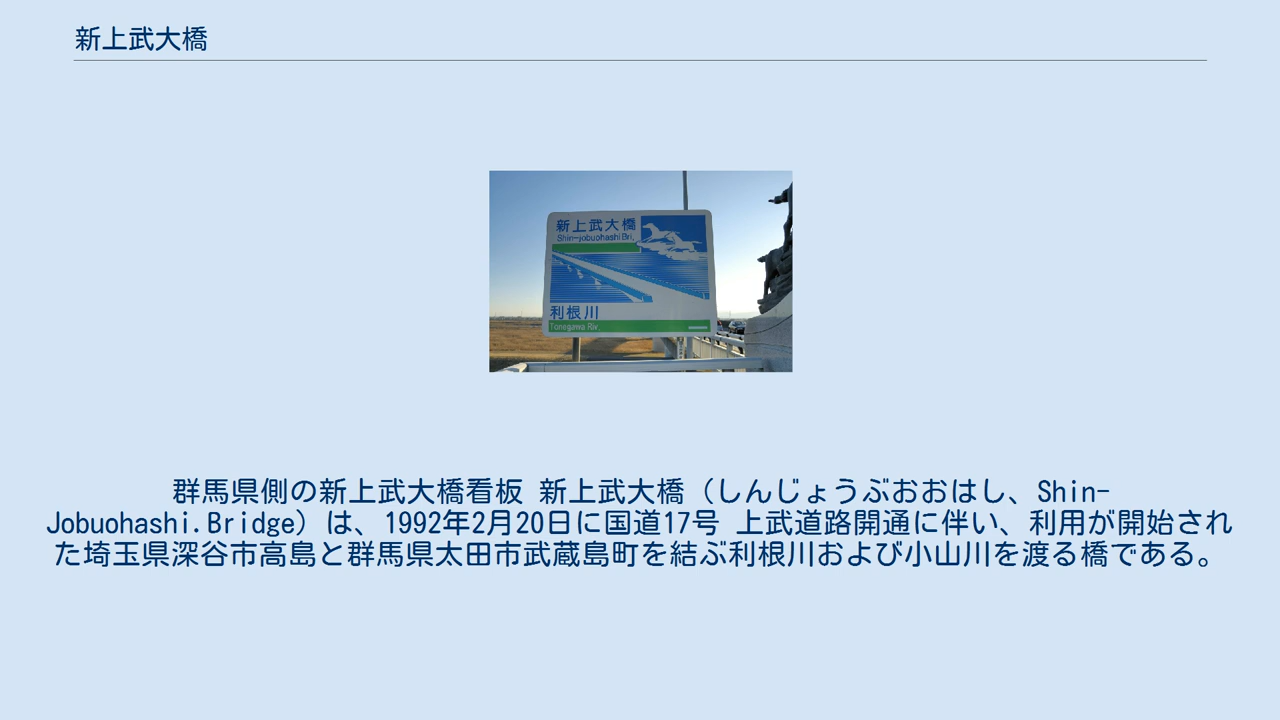 新上武大橋
新上武大橋
Shin-jobuohashi Bri.
利根川
Tonegawa Riv.
群馬県側の新上武大橋看板 新上武大橋（しんじょうぶおおはし、Shin-
Jobuohashi.Bridge）は、1992年2月20日に国道17号 上武道路開通に伴い、利用が開始され
た埼玉県深谷市高島と群馬県太田市武蔵島町を結ぶ利根川および小山川を渡る橋である。